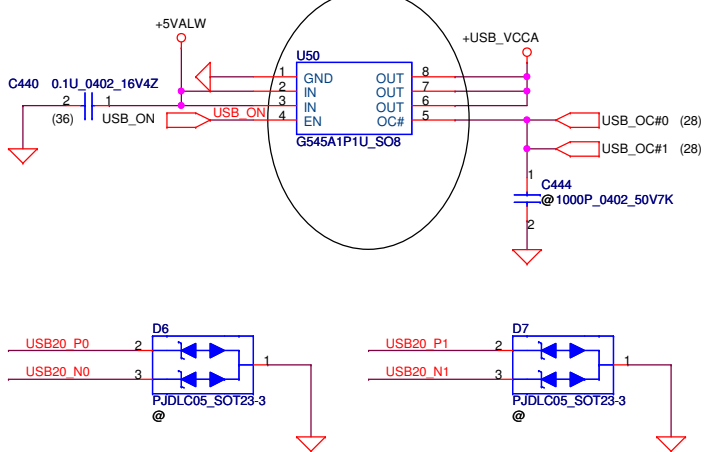 +5VALW
+USB_VCCA
U50
C440 0.1U_0402_16V4Z
1 GND OUT 8
2 IN OUT 7
3 IN OUT 6
4 EN OC# 5
2 1
(36) USB_ON
USB_ON
G545A1P1U_SO8
USB_OC#0 (28)
USB_OC#1 (28)
1
C444
@ 1000P_0402_50V7K
2
D6
USB20_P0 2
1
USB20_N0 3
PJDLC05_SOT23-3
@
D7
USB20_P1 2
1
USB20_N1 3
PJDLC05_SOT23-3
@